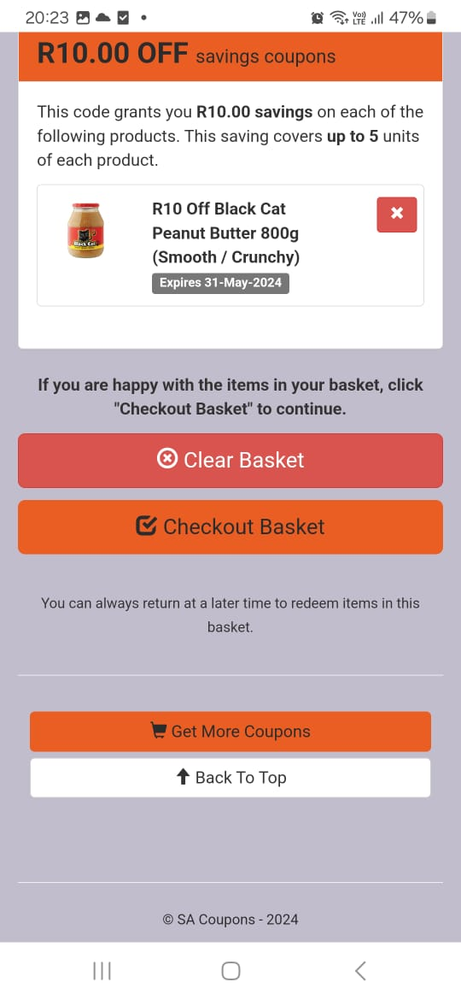 20:23 Vo)) LTE 47%
R10.00 OFF savings coupons
This code grants you R10.00 savings on each of the
following products. This saving covers up to 5 units
of each product.
Black Cat
R10 Off Black Cat
Peanut Butter 800g
(Smooth / Crunchy)
Expires 31-May-2024
If you are happy with the items in your basket, click
"Checkout Basket" to continue.
Clear Basket
Checkout Basket
You can always return at a later time to redeem items in this
basket.
Get More Coupons
Back To Top
© SA Coupons - 2024